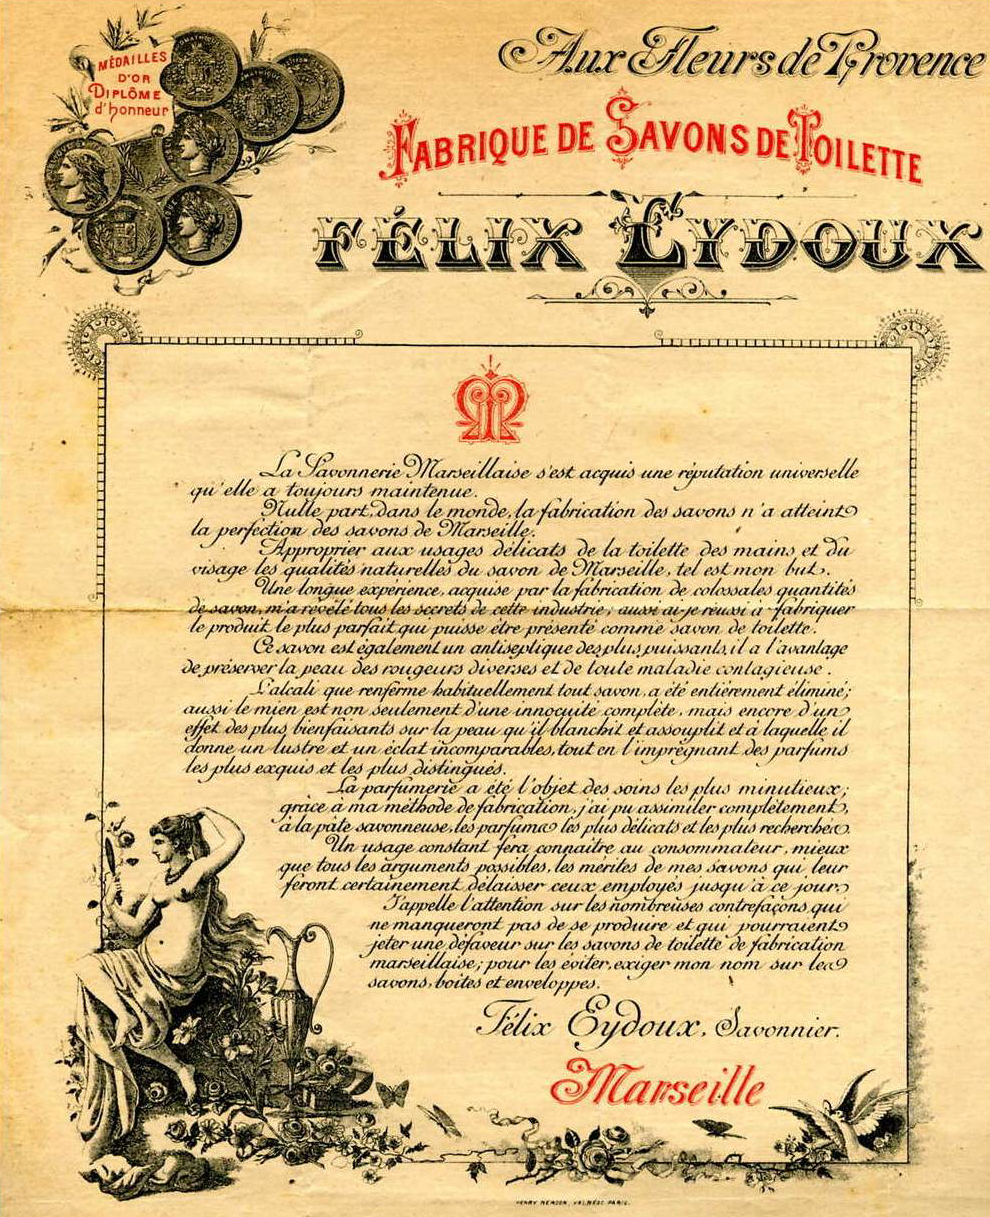 MÉDAILLES
D'OR
DIPLÔME
d'honneur
Aux Fleurs de Provence
FABRIQUE DE SAVONS DE TOILETTE
FÉLIX EYDOUX
La Savonnerie Marseillaise s'est acquis une réputation universelle
qu'elle a toujours maintenue.
Nulle part, dans le monde, la fabrication des savons n'a atteint
la perfection des savons de Marseille.
Approprier aux usages délicats de la toilette des mains et du
visage les qualités naturelles du savon de Marseille, tel est mon but.
Une longue expérience, acquise par la fabrication de colossales quantités
de savon, m'a révélé tous les secrets de cette industrie; aussi ai-je réussi à fabriquer
le produit le plus parfait qui puisse être présenté comme savon de toilette.
Ce savon est également un antiseptique des plus puissants, il a l'avantage
de préserver la peau des rougeurs diverses et de toute maladie contagieuse.
L'alcali que renferme habituellement tout savon, a été entièrement éliminé;
aussi le mien est non seulement d'une innocuité complète, mais encore d'un
effet des plus bienfaisants sur la peau qu'il blanchit et assouplit et à laquelle il
donne un lustre et un éclat incomparables, tout en l'imprégnant des parfums
les plus exquis et les plus distingués.
La parfumerie a été l'objet des soins les plus minutieux;
grâce à ma méthode de fabrication, j'ai pu assimiler complètement,
à la pâte savonneuse, les parfums les plus délicats et les plus recherchés.
Un usage constant fera connaître au consommateur, mieux
que tous les arguments possibles, les mérites de mes savons qui leur
feront certainement délaisser ceux employés jusqu'à ce jour.
J'appelle l'attention sur les nombreuses contrefaçons qui
ne manqueront pas de se produire et qui pourraient
jeter une défaveur sur les savons de toilette de fabrication
marseillaise; pour les éviter, exiger mon nom sur les
savons, boîtes et enveloppes.
Félix Eydoux, Savonnier.
Marseille